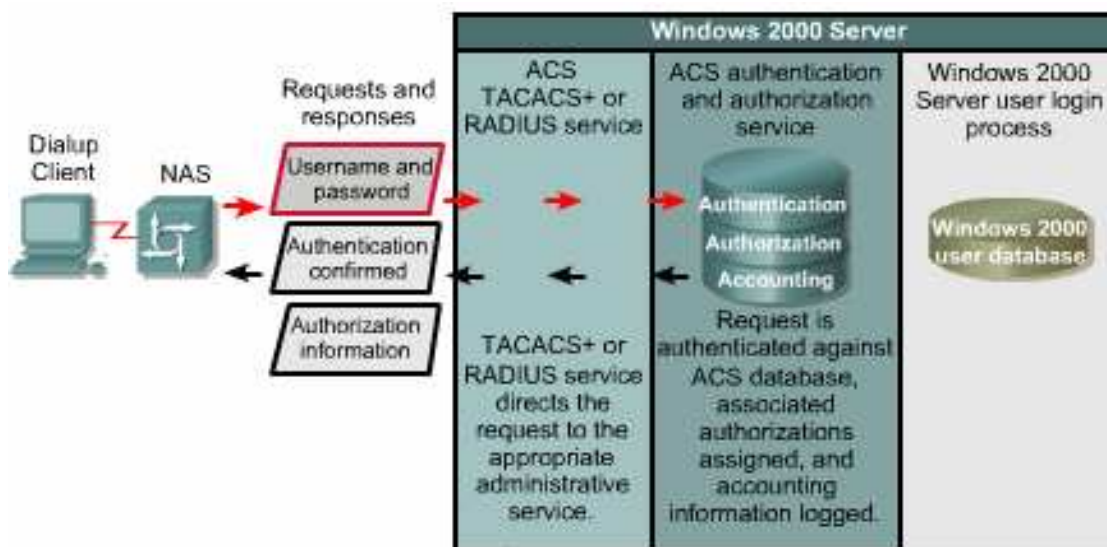 Windows 2000 Server
Dialup
Client
NAS
Requests and
responses
Username and
password
Authentication
confirmed
Authorization
information
ACS
TACACS+ or
RADIUS service
TACACS+ or
RADIUS service
directs the
request to the
appropriate
administrative
service.
ACS authentication
and authorization
service
Authentication
Authorization
Accounting
Request is
authenticated against
ACS database,
associated
authorizations
assigned, and
accounting
information logged.
Windows 2000
Server user login
process
Windows 2000
user database